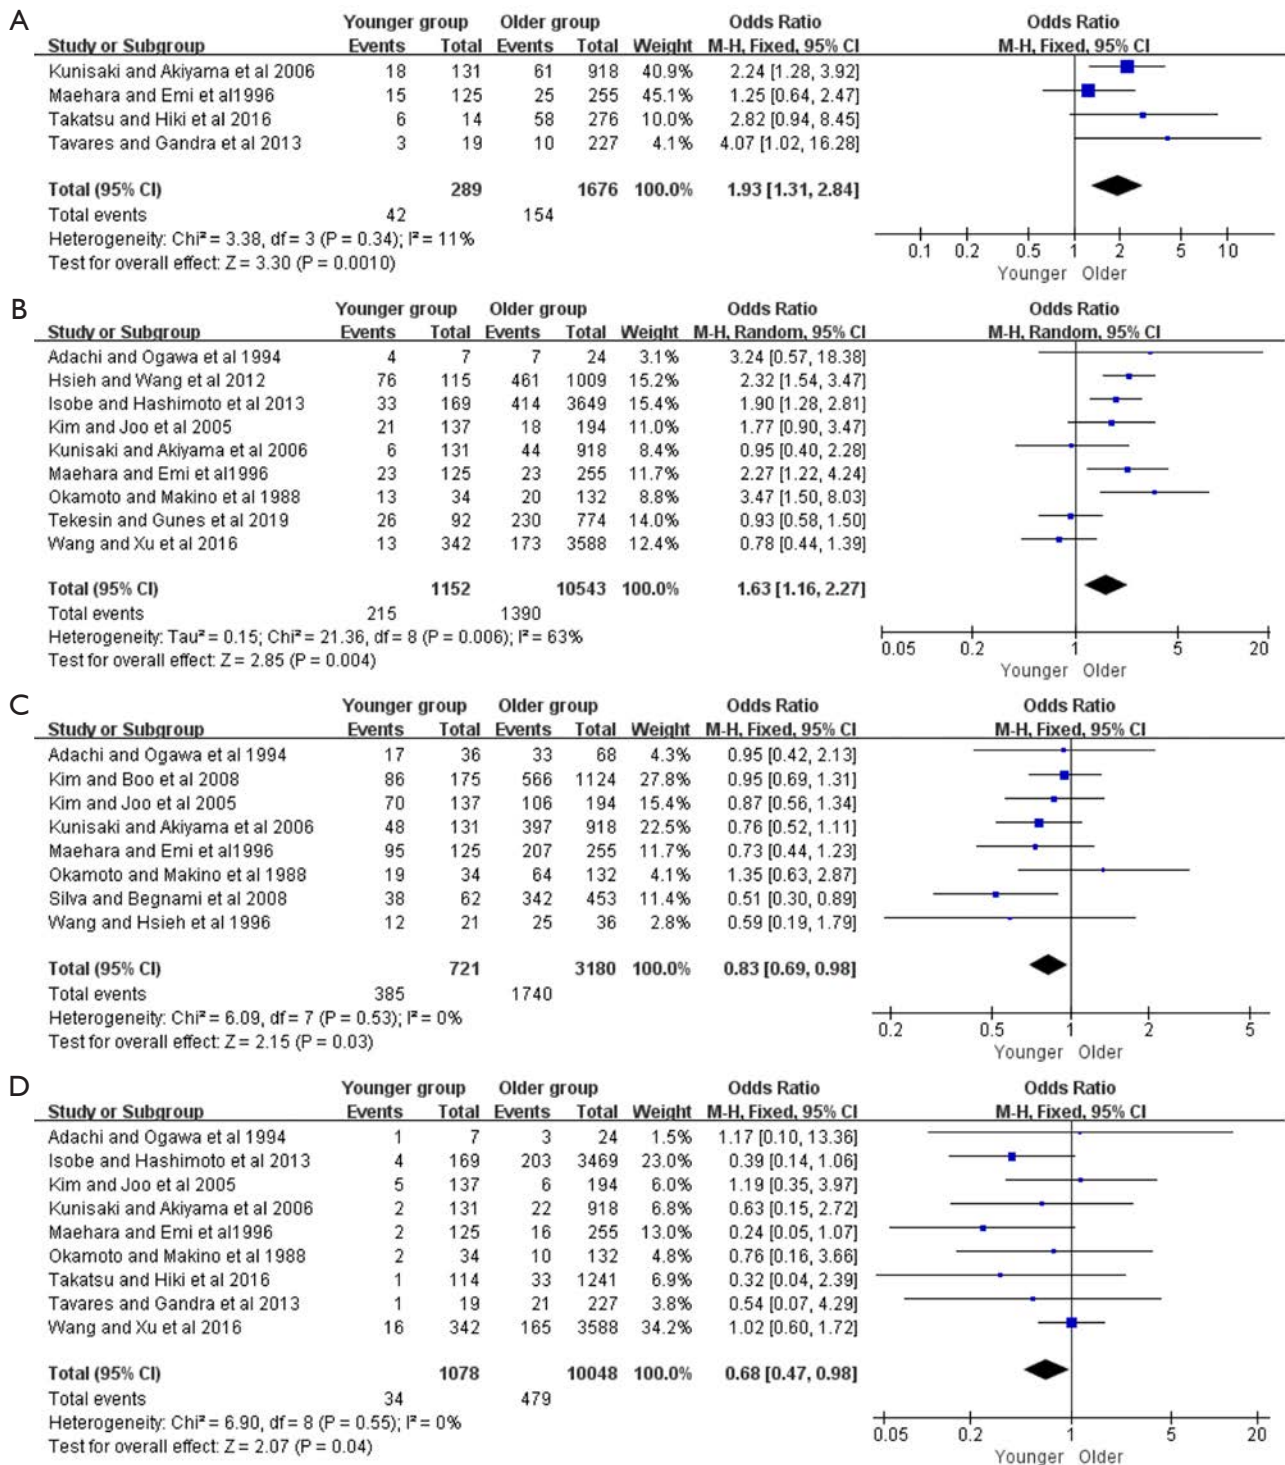 A
Younger group Older group Odds Ratio Odds Ratio
Study or Subgroup Events Total Events Total Weight M-H, Fixed, 95% CI M-H, Fixed, 95% CI
Kunisaki and Akiyama et al 2006 18 131 61 918 40.9% 2.24 [1.28, 3.92]
Maehara and Emi et al1996 15 125 25 255 45.1% 1.25 [0.64, 2.47]
Takatsu and Hiki et al 2016 6 14 58 276 10.0% 2.82 [0.94, 8.45]
Tavares and Gandra et al 2013 3 19 10 227 4.1% 4.07 [1.02, 16.28]
Total (95% CI) 289 1676 100.0% 1.93 [1.31, 2.84]
Total events 42 154
Heterogeneity: Chi² = 3.38, df = 3 (P = 0.34); I² = 11%
Test for overall effect: Z = 3.30 (P = 0.0010)
0.1 0.2 0.5 1 2 5 10
Younger Older
B
Younger group Older group Odds Ratio Odds Ratio
Study or Subgroup Events Total Events Total Weight M-H, Random, 95% CI M-H, Random, 95% CI
Adachi and Ogawa et al 1994 4 7 7 24 3.1% 3.24 [0.57, 18.38]
Hsieh and Wang et al 2012 76 115 461 1009 15.2% 2.32 [1.54, 3.47]
Isobe and Hashimoto et al 2013 33 169 414 3649 15.4% 1.90 [1.28, 2.81]
Kim and Joo et al 2005 21 137 18 194 11.0% 1.77 [0.90, 3.47]
Kunisaki and Akiyama et al 2006 6 131 44 918 8.4% 0.95 [0.40, 2.28]
Maehara and Emi et al1996 23 125 23 255 11.7% 2.27 [1.22, 4.24]
Okamoto and Makino et al 1988 13 34 20 132 8.8% 3.47 [1.50, 8.03]
Tekesin and Gunes et al 2019 26 92 230 774 14.0% 0.93 [0.58, 1.50]
Wang and Xu et al 2016 13 342 173 3588 12.4% 0.78 [0.44, 1.39]
Total (95% CI) 1152 10543 100.0% 1.63 [1.16, 2.27]
Total events 215 1390
Heterogeneity: Tau² = 0.15; Chi² = 21.36, df = 8 (P = 0.006); I² = 63%
Test for overall effect: Z = 2.85 (P = 0.004)
0.05 0.2 1 5 20
Younger Older
C
Younger group Older group Odds Ratio Odds Ratio
Study or Subgroup Events Total Events Total Weight M-H, Fixed, 95% CI M-H, Fixed, 95% CI
Adachi and Ogawa et al 1994 17 36 33 68 4.3% 0.95 [0.42, 2.13]
Kim and Boo et al 2008 86 175 566 1124 27.8% 0.95 [0.69, 1.31]
Kim and Joo et al 2005 70 137 106 194 15.4% 0.87 [0.56, 1.34]
Kunisaki and Akiyama et al 2006 48 131 397 918 22.5% 0.76 [0.52, 1.11]
Maehara and Emi et al1996 95 125 207 255 11.7% 0.73 [0.44, 1.23]
Okamoto and Makino et al 1988 19 34 64 132 4.1% 1.35 [0.63, 2.87]
Silva and Begnami et al 2008 38 62 342 453 11.4% 0.51 [0.30, 0.89]
Wang and Hsieh et al 1996 12 21 25 36 2.8% 0.59 [0.19, 1.79]
Total (95% CI) 721 3180 100.0% 0.83 [0.69, 0.98]
Total events 385 1740
Heterogeneity: Chi² = 6.09, df = 7 (P = 0.53); I² = 0%
Test for overall effect: Z = 2.15 (P = 0.03)
0.2 0.5 1 2 5
Younger Older
D
Younger group Older group Odds Ratio Odds Ratio
Study or Subgroup Events Total Events Total Weight M-H, Fixed, 95% CI M-H, Fixed, 95% CI
Adachi and Ogawa et al 1994 1 7 3 24 1.5% 1.17 [0.10, 13.36]
Isobe and Hashimoto et al 2013 4 169 203 3469 23.0% 0.39 [0.14, 1.06]
Kim and Joo et al 2005 5 137 6 194 6.0% 1.19 [0.35, 3.97]
Kunisaki and Akiyama et al 2006 2 131 22 918 6.8% 0.63 [0.15, 2.72]
Maehara and Emi et al1996 2 125 16 255 13.0% 0.24 [0.05, 1.07]
Okamoto and Makino et al 1988 2 34 10 132 4.8% 0.76 [0.16, 3.66]
Takatsu and Hiki et al 2016 1 114 33 1241 6.9% 0.32 [0.04, 2.39]
Tavares and Gandra et al 2013 1 19 21 227 3.8% 0.54 [0.07, 4.29]
Wang and Xu et al 2016 16 342 165 3588 34.2% 1.02 [0.60, 1.72]
Total (95% CI) 1078 10048 100.0% 0.68 [0.47, 0.98]
Total events 34 479
Heterogeneity: Chi² = 6.90, df = 8 (P = 0.55); I² = 0%
Test for overall effect: Z = 2.07 (P = 0.04)
0.05 0.2 1 5 20
Younger Older